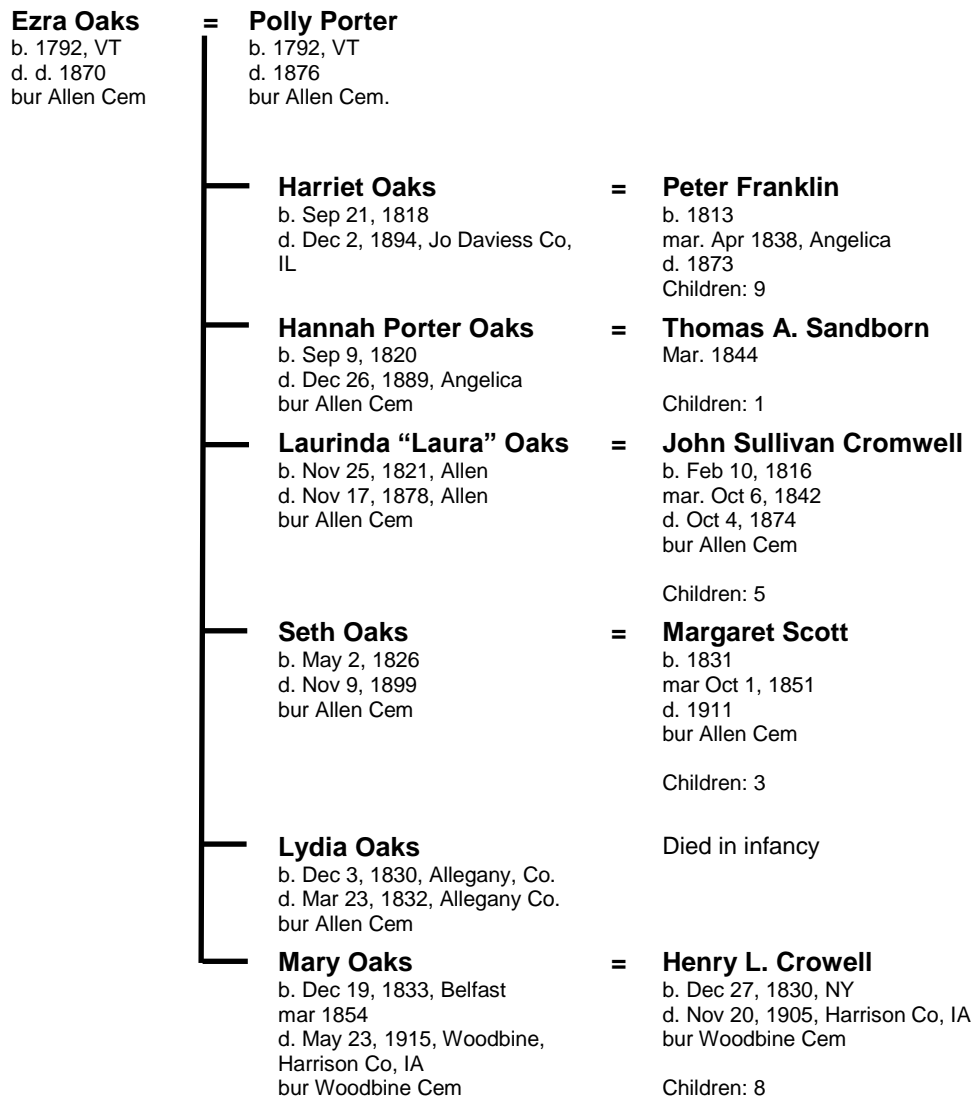 Ezra Oaks = Polly Porter
b. 1792, VT
d. d. 1870
bur Allen Cem
b. 1792, VT
d. 1876
bur Allen Cem.
Harriet Oaks = Peter Franklin
b. Sep 21, 1818
d. Dec 2, 1894, Jo Daviess Co,
IL
b. 1813
mar. Apr 1838, Angelica
d. 1873
Children: 9
Hannah Porter Oaks = Thomas A. Sandborn
b. Sep 9, 1820
d. Dec 26, 1889, Angelica
bur Allen Cem
Mar. 1844
Children: 1
Laurinda “Laura” Oaks = John Sullivan Cromwell
b. Nov 25, 1821, Allen
d. Nov 17, 1878, Allen
bur Allen Cem
b. Feb 10, 1816
mar. Oct 6, 1842
d. Oct 4, 1874
bur Allen Cem
Children: 5
Seth Oaks = Margaret Scott
b. May 2, 1826
d. Nov 9, 1899
bur Allen Cem
b. 1831
mar Oct 1, 1851
d. 1911
bur Allen Cem
Children: 3
Lydia Oaks Died in infancy
b. Dec 3, 1830, Allegany, Co.
d. Mar 23, 1832, Allegany Co.
bur Allen Cem
Mary Oaks = Henry L. Crowell
b. Dec 19, 1833, Belfast
mar 1854
d. May 23, 1915, Woodbine,
Harrison Co, IA
bur Woodbine Cem
b. Dec 27, 1830, NY
d. Nov 20, 1905, Harrison Co, IA
bur Woodbine Cem
Children: 8